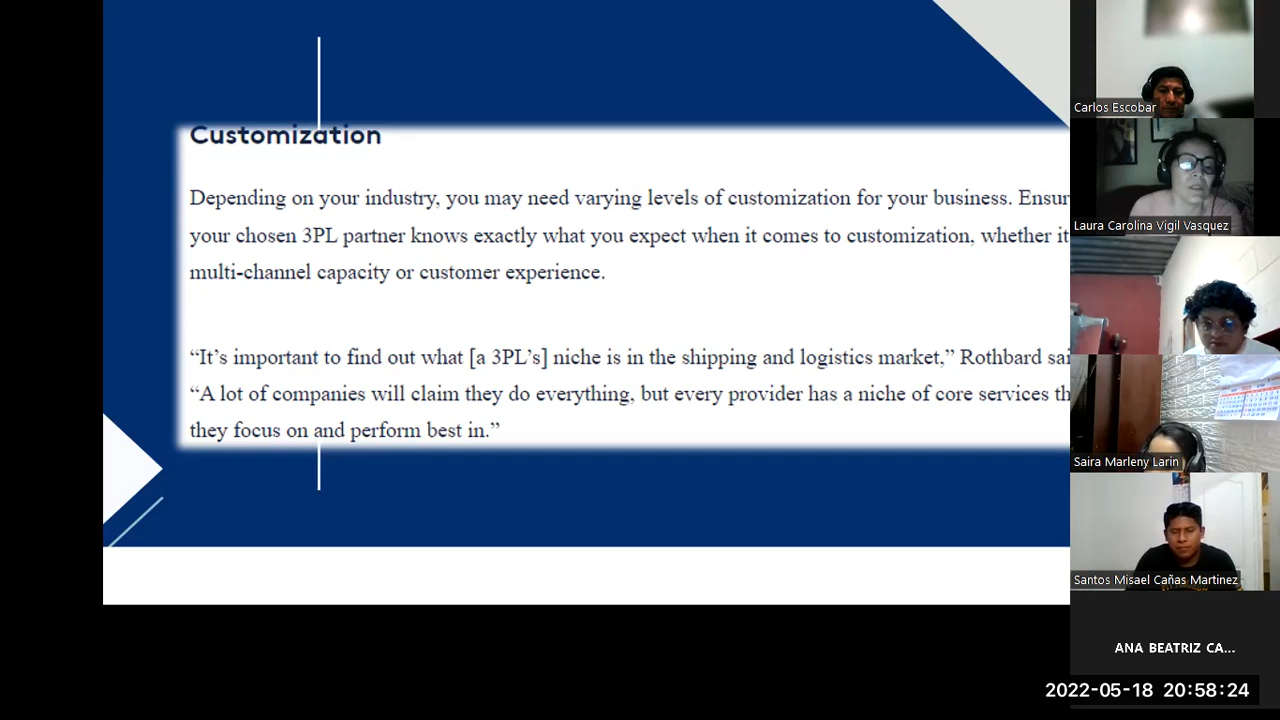 Customization
Depending on your industry, you may need varying levels of customization for your business. Ensur
your chosen 3PL partner knows exactly what you expect when it comes to customization, whether it
multi-channel capacity or customer experience.
“It’s important to find out what [a 3PL’s] niche is in the shipping and logistics market,” Rothbard sai
“A lot of companies will claim they do everything, but every provider has a niche of core services th
they focus on and perform best in.”
Carlos Escobar
Laura Carolina Vigil Vasquez
Saira Marleny Larin
Santos Misael Cañas Martinez
ANA BEATRIZ CA...
2022-05-18 20:58:24